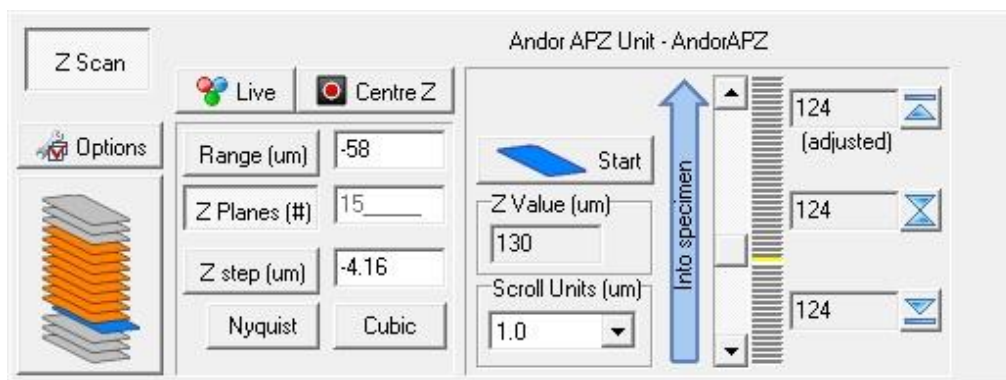 Andor APZ Unit - AndorAPZ
Z Scan
Live
Centre Z
Options
Range (um)
-58
Z Planes (#)
15____
Z step (um)
-4.16
Nyquist
Cubic
Start
Z Value (um)
130
Scroll Units (um)
1.0
Into specimen
124
(adjusted)
124
124